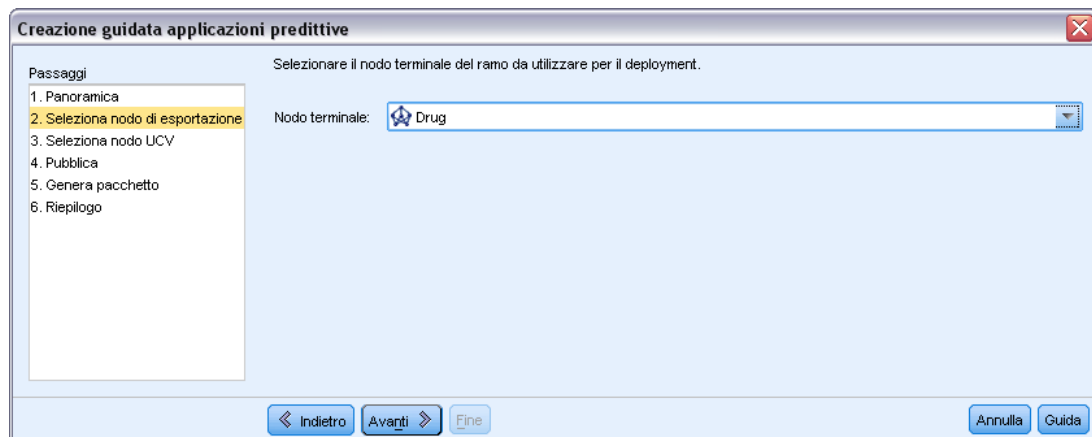 Creazione guidata applicazioni predittive
Passaggi
1. Panoramica
2. Seleziona nodo di esportazione
3. Seleziona nodo UCV
4. Pubblica
5. Genera pacchetto
6. Riepilogo
Selezionare il nodo terminale del ramo da utilizzare per il deployment.
Nodo terminale: Drug
Indietro Avanti Fine Annulla Guida